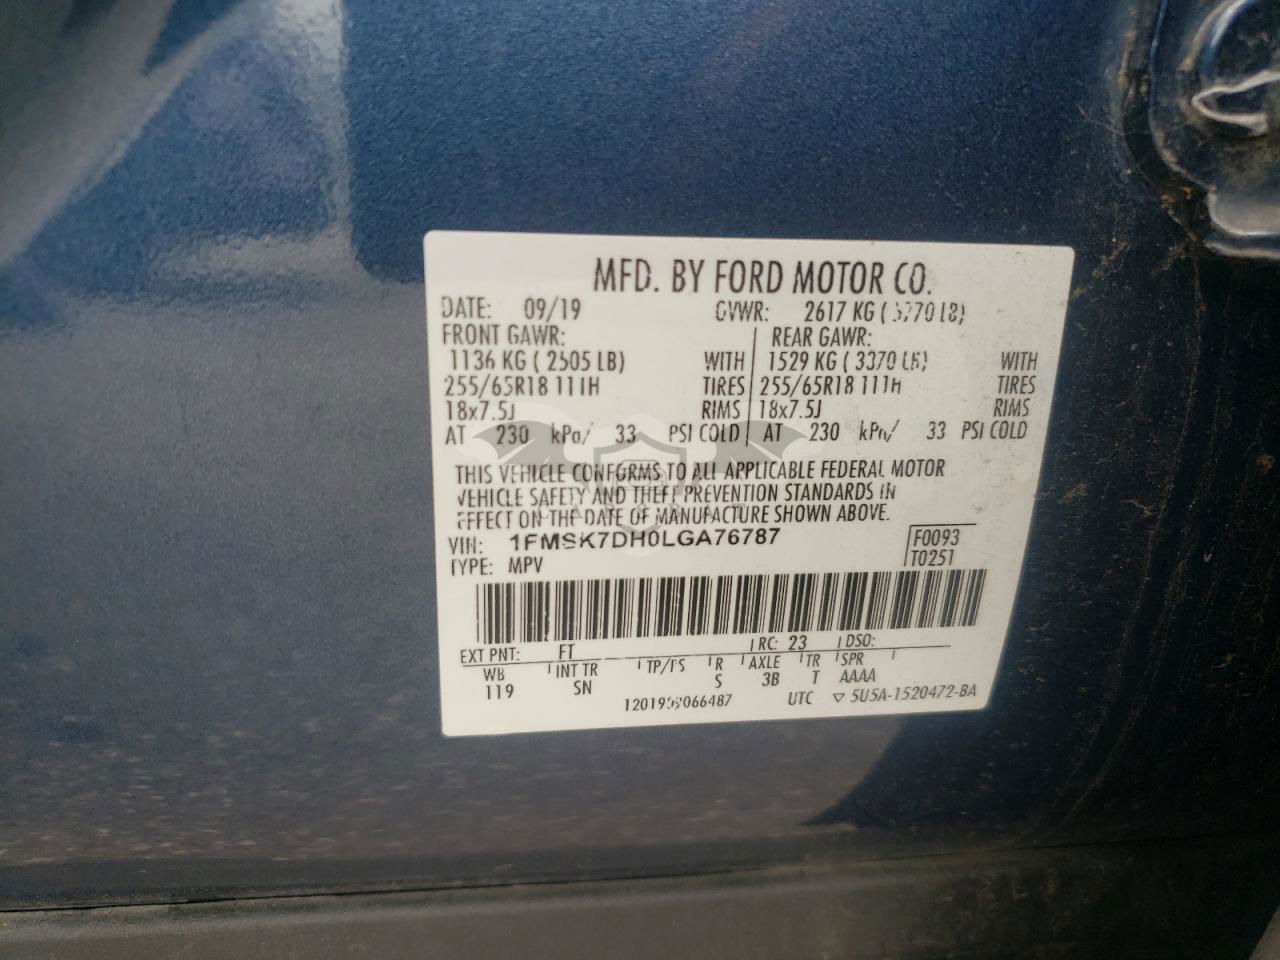 MFD. BY FORD MOTOR CO.
DATE: 09/19 GVWR: 2617 KG ( 5770 LB)
FRONT GAWR: REAR GAWR:
1136 KG ( 2505 LB) WITH 1529 KG ( 3370 LB) WITH
255/65R18 111H TIRES 255/65R18 111H TIRES
18x7.5J RIMS 18x7.5J RIMS
AT 230 kPa/ 33 PSI COLD AT 230 kPa/ 33 PSI COLD
THIS VEHICLE CONFORMS TO ALL APPLICABLE FEDERAL MOTOR
VEHICLE SAFETY AND THEFT PREVENTION STANDARDS IN
EFFECT ON THE DATE OF MANUFACTURE SHOWN ABOVE.
VIN: 1FMSK7DH0LGA76787 F0093
TYPE: MPV T0251
EXT PNT: FT RC: 23 DSO:
WB INT TR TP/PS R AXLE TR SPR
119 SN S 3B T AAAA
1201909066487 UTC ▽ 5U5A-1520472-BA